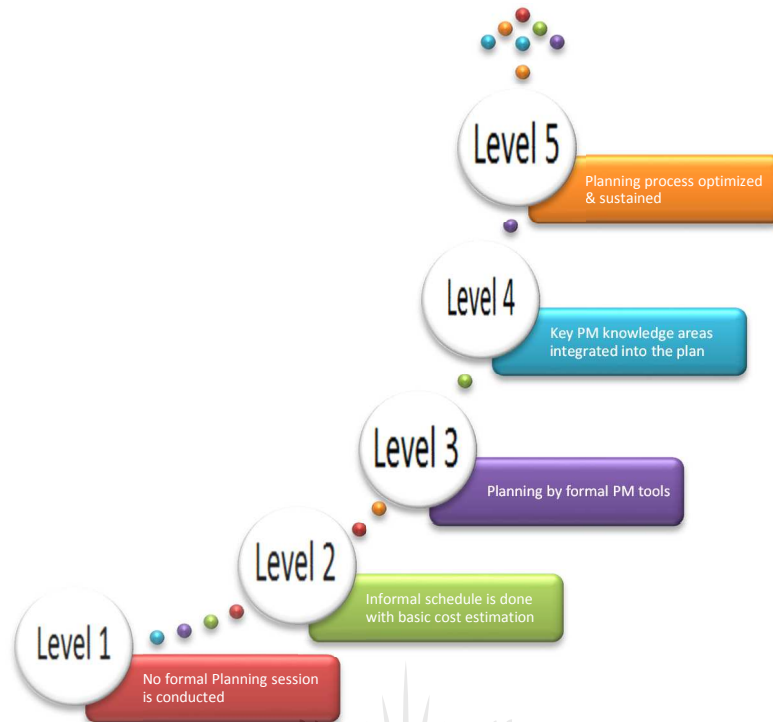 Level 5
Planning process optimized
& sustained
Level 4
Key PM knowledge areas
integrated into the plan
Level 3
Planning by formal PM tools
Level 2
Informal schedule is done
with basic cost estimation
Level 1
No formal Planning session
is conducted